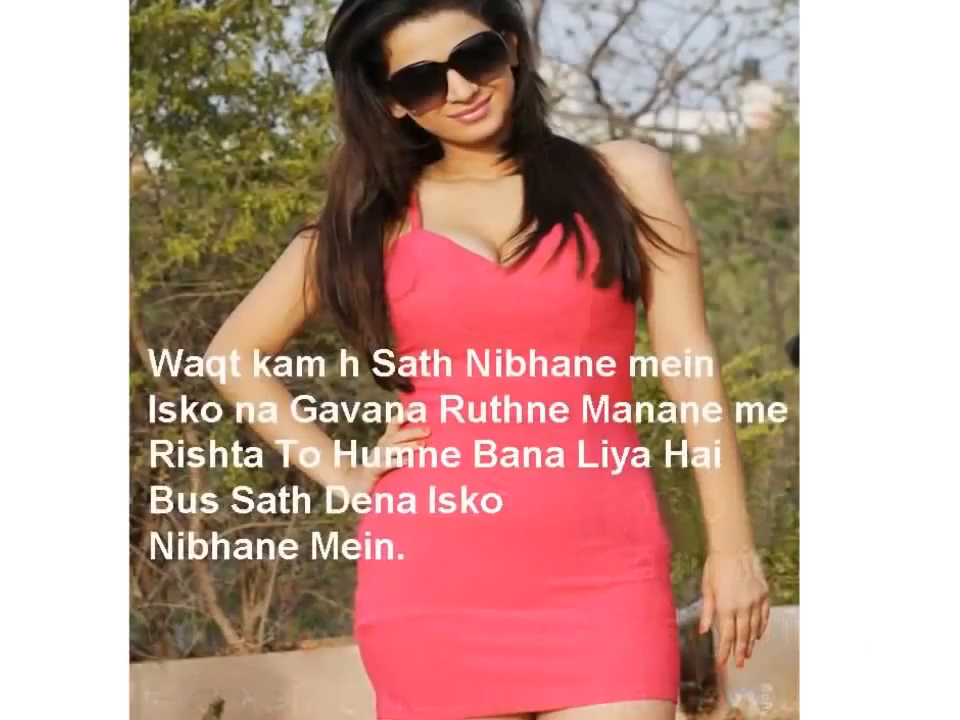 Waqt kam h Sath Nibhane mein
Isko na Gavana Ruthne Manane me
Rishta To Humne Bana Liya Hai
Bus Sath Dena Isko
Nibhane Mein.